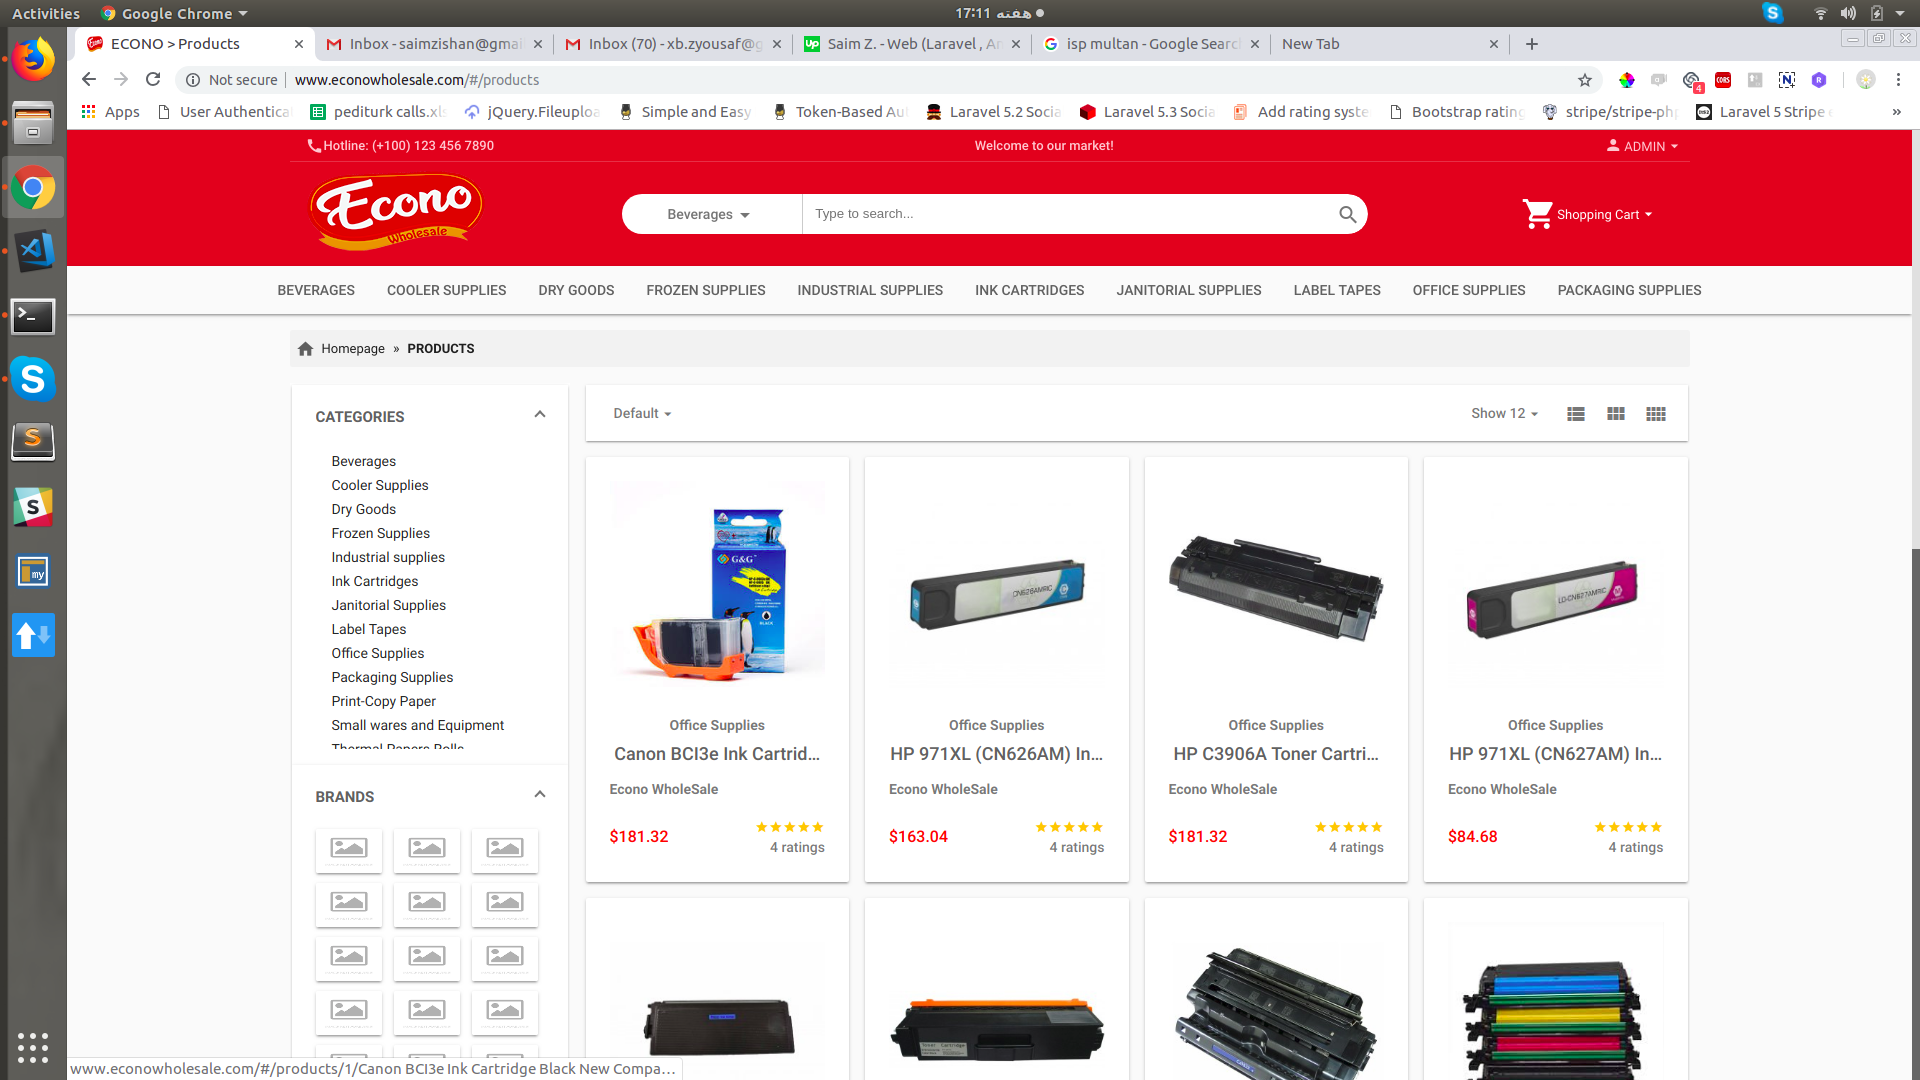 Activities
Google Chrome
هفته 17:11
ECONO > Products
Inbox - saimzishan@gmai
Inbox (70) - xb.zyousaf@g
Saim Z. - Web (Laravel , An
isp multan - Google Search
New Tab
Not secure
www.econowholesale.com/#/products
4
Apps
User Authentica
pediturk calls.xls
jQuery.Fileuploa
Simple and Easy
Token-Based Au
Laravel 5.2 Socia
Laravel 5.3 Socia
Add rating syste
Bootstrap rating
stripe/stripe-php
Laravel 5 Stripe
»
Hotline: (+100) 123 456 7890
Welcome to our market!
ADMIN
Econo
Wholesale
Beverages
Type to search...
Shopping Cart
BEVERAGES
COOLER SUPPLIES
DRY GOODS
FROZEN SUPPLIES
INDUSTRIAL SUPPLIES
INK CARTRIDGES
JANITORIAL SUPPLIES
LABEL TAPES
OFFICE SUPPLIES
PACKAGING SUPPLIES
Homepage » PRODUCTS
CATEGORIES
Beverages
Cooler Supplies
Dry Goods
Frozen Supplies
Industrial supplies
Ink Cartridges
Janitorial Supplies
Label Tapes
Office Supplies
Packaging Supplies
Print-Copy Paper
Small wares and Equipment
Thermal Papers Rolls
BRANDS
Default
Show 12
G&G
BLACK
Office Supplies
Canon BCI3e Ink Cartrid...
Econo WholeSale
$181.32
4 ratings
CN626AMRIC
Office Supplies
HP 971XL (CN626AM) In...
Econo WholeSale
$163.04
4 ratings
Office Supplies
HP C3906A Toner Cartri...
Econo WholeSale
$181.32
4 ratings
LD-CN627AMRIC
Office Supplies
HP 971XL (CN627AM) In...
Econo WholeSale
$84.68
4 ratings
www.econowholesale.com/#/products/1/Canon BCI3e Ink Cartridge Black New Compa...